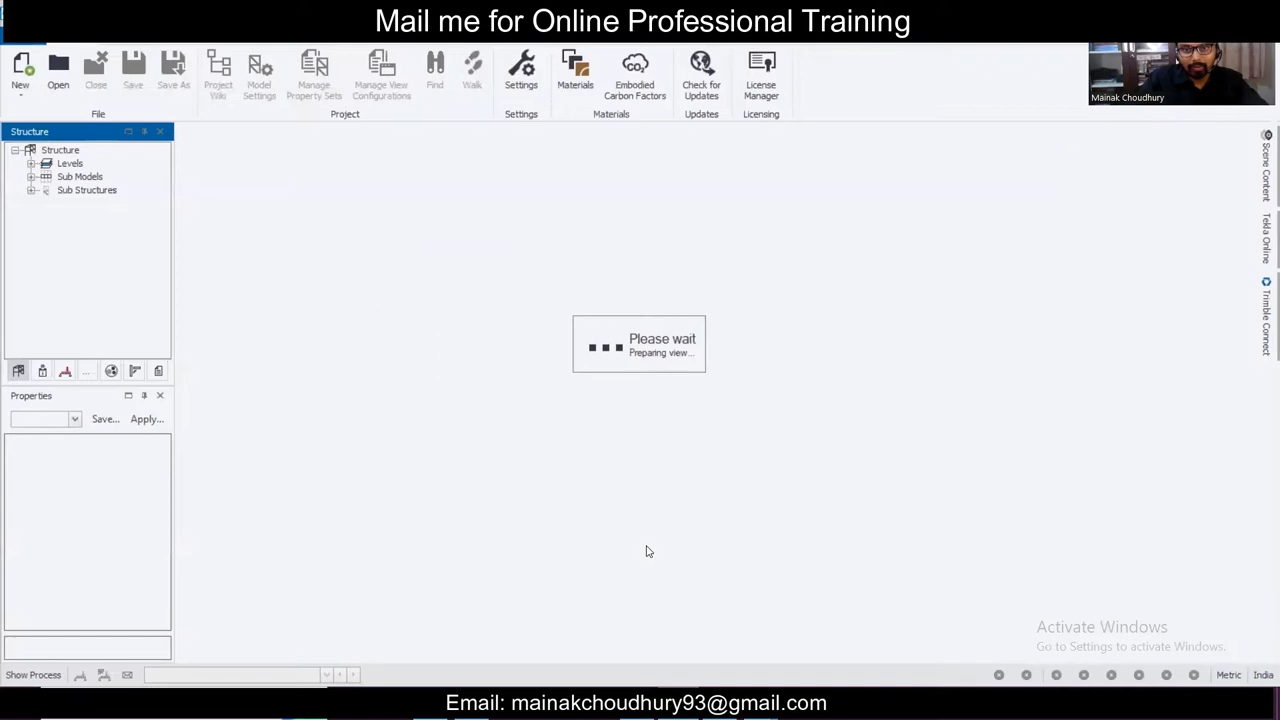 Mail me for Online Professional Training
New
Open
Close
Save
Save As
Project
Wiki
Model
Settings
Manage
Property Sets
Manage View
Configurations
Find
Walk
Settings
Materials
Embodied
Carbon Factors
Check for
Updates
License
Manager
File
Project
Settings
Materials
Updates
Licensing
Mainak Choudhury
Structure
Structure
Levels
Sub Models
Sub Structures
Scene Content
Tekla Online
Trimble Connect
Please wait
Preparing view...
Properties
Save...
Apply...
Activate Windows
Go to Settings to activate Windows.
Show Process
Metric
India
Email: mainakchoudhury93@gmail.com